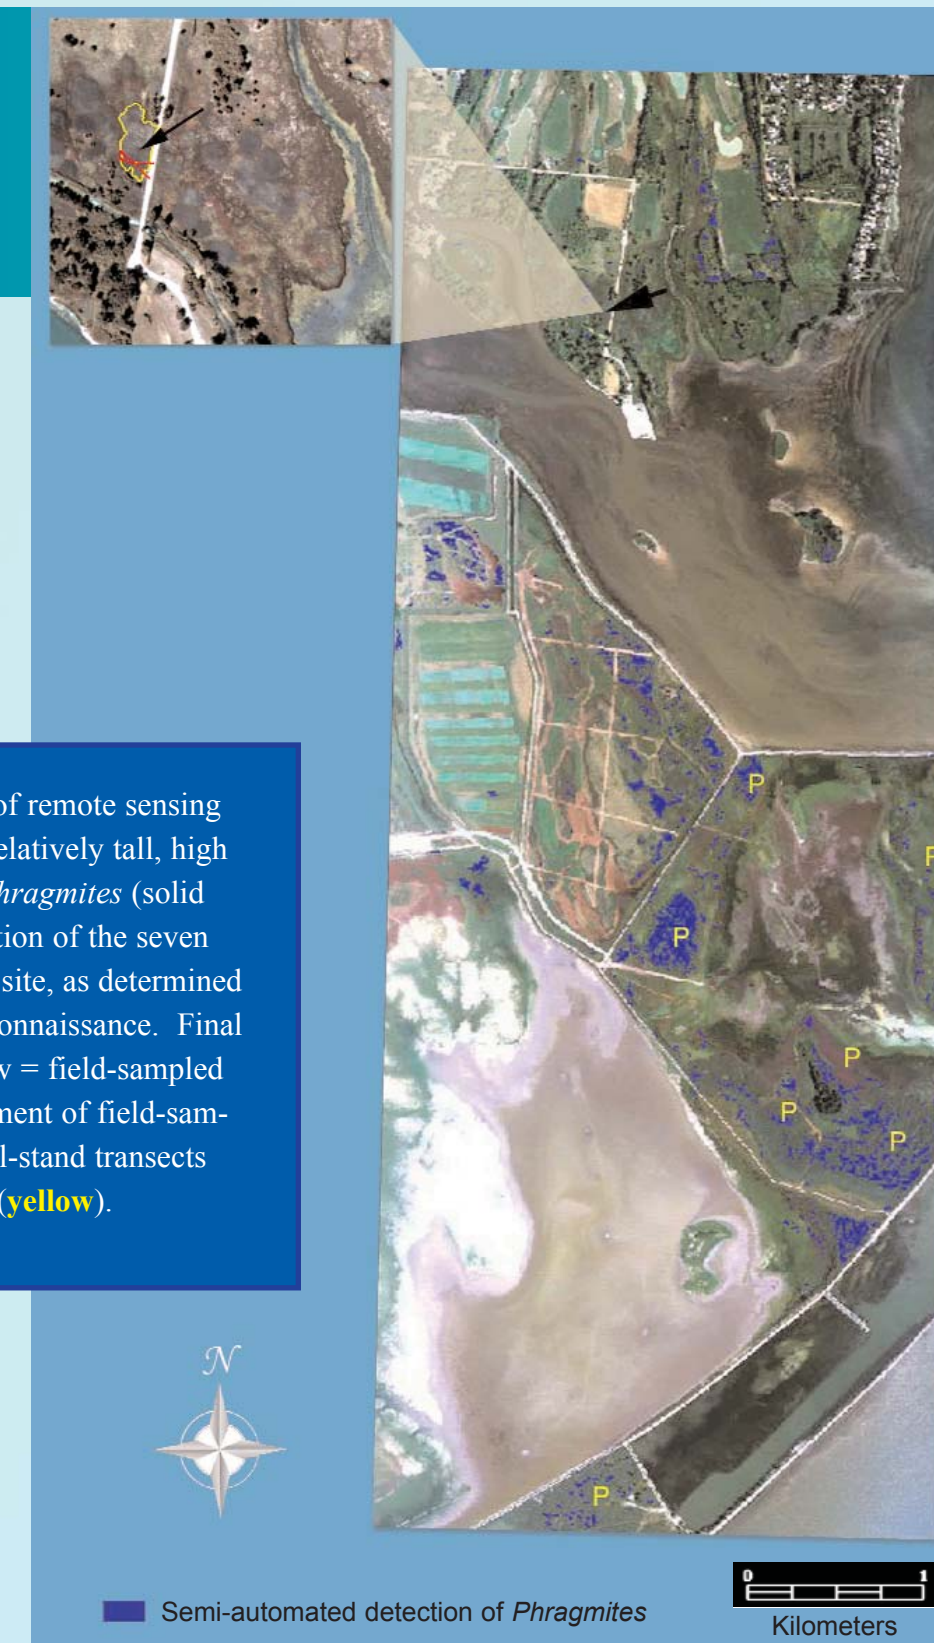 of remote sensing
elatively tall, high
hragmites (solid
tion of the seven
site, as determined
onnaissance. Final
= field-sampled
ment of field-sam-
l-stand transects
(yellow).
P
P
P
P
P
P
N
0 1
Semi-automated detection of Phragmites
Kilometers